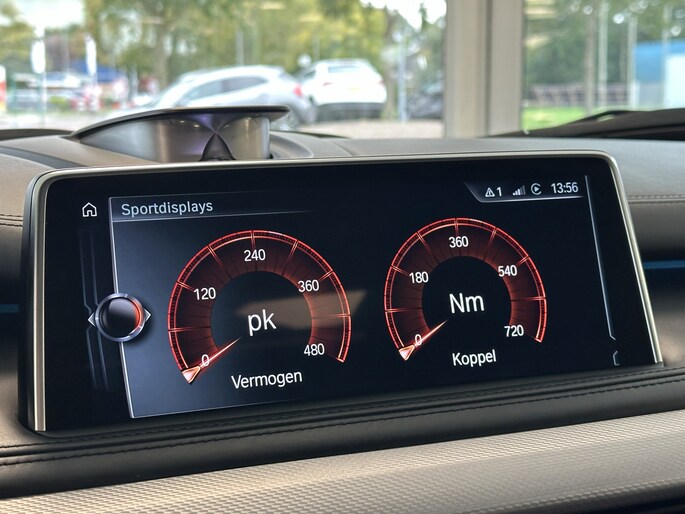 Sportdisplays
1 13:56
240
120 360
pk
0 480
Vermogen
360
180 540
Nm
0 720
Koppel